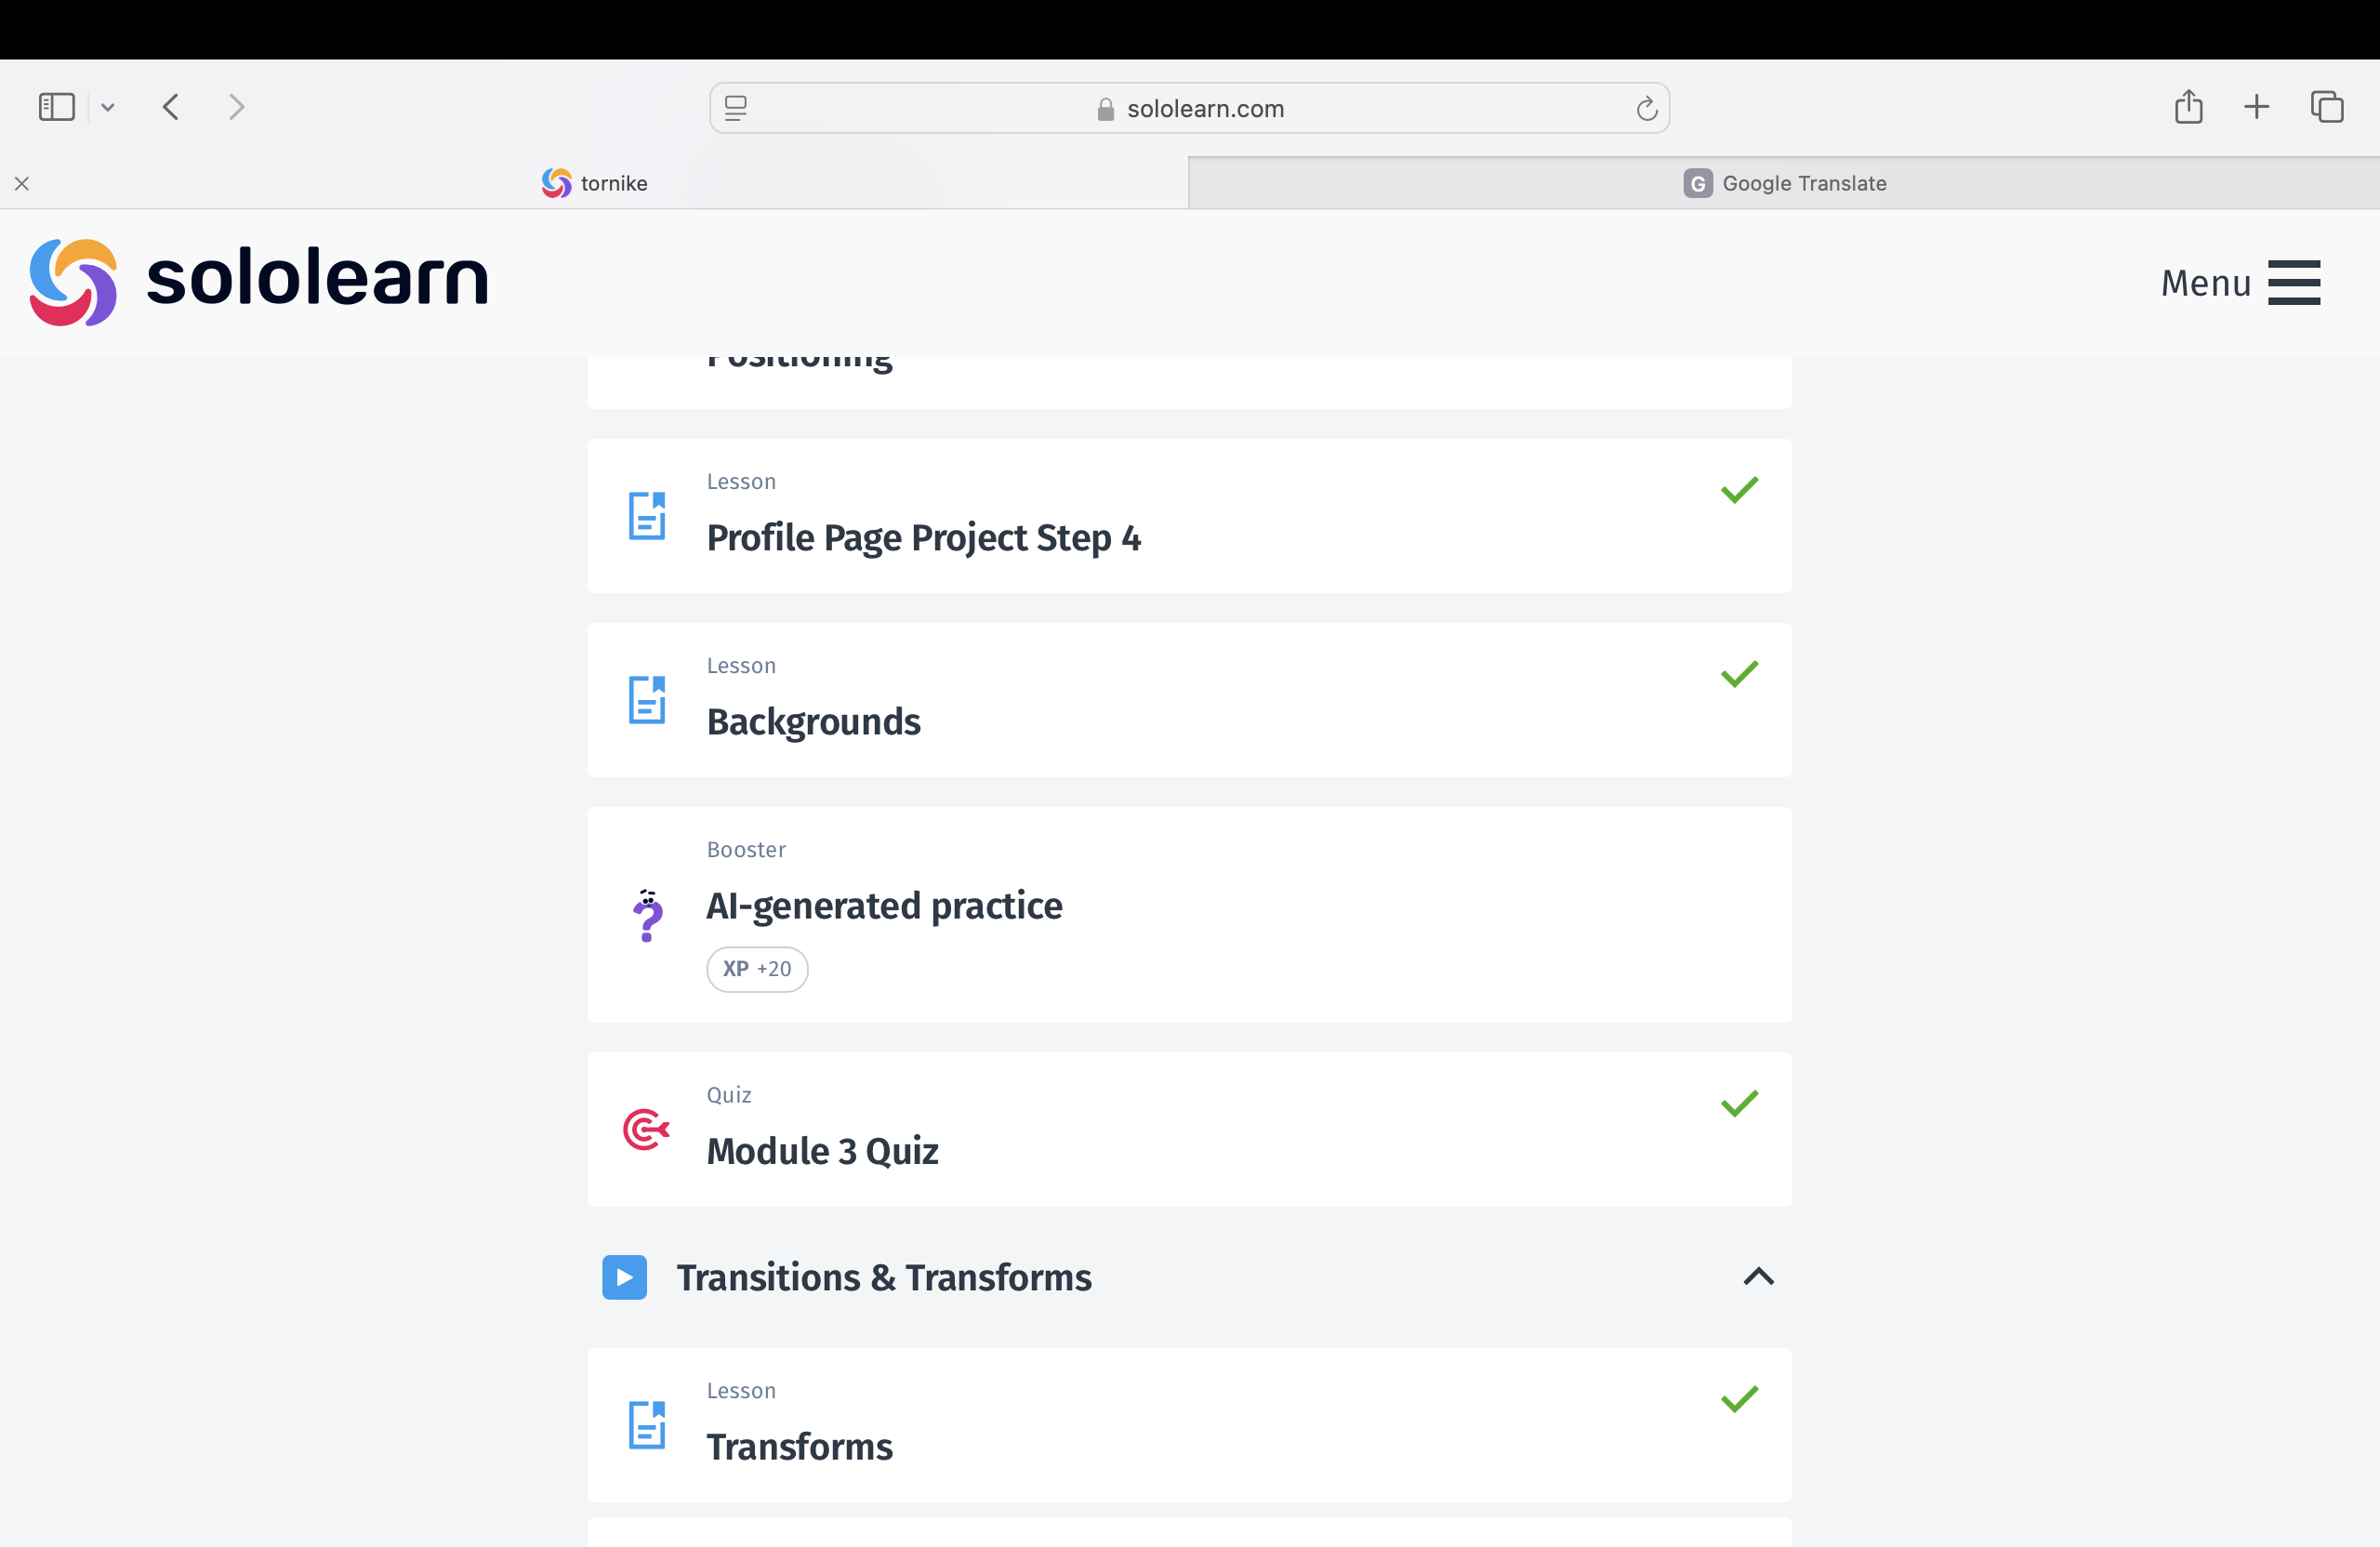 sololearn.com
tornike
G Google Translate
sololearn
Menu
Positioning
Lesson
Profile Page Project Step 4
Lesson
Backgrounds
Booster
AI-generated practice
XP +20
Quiz
Module 3 Quiz
Transitions & Transforms
Lesson
Transforms